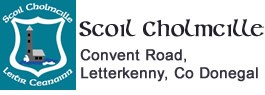 Scoil Cholmcille
Leitir Ceanainn
Scoil Cholmcille
Convent Road,
Letterkenny, Co Donegal